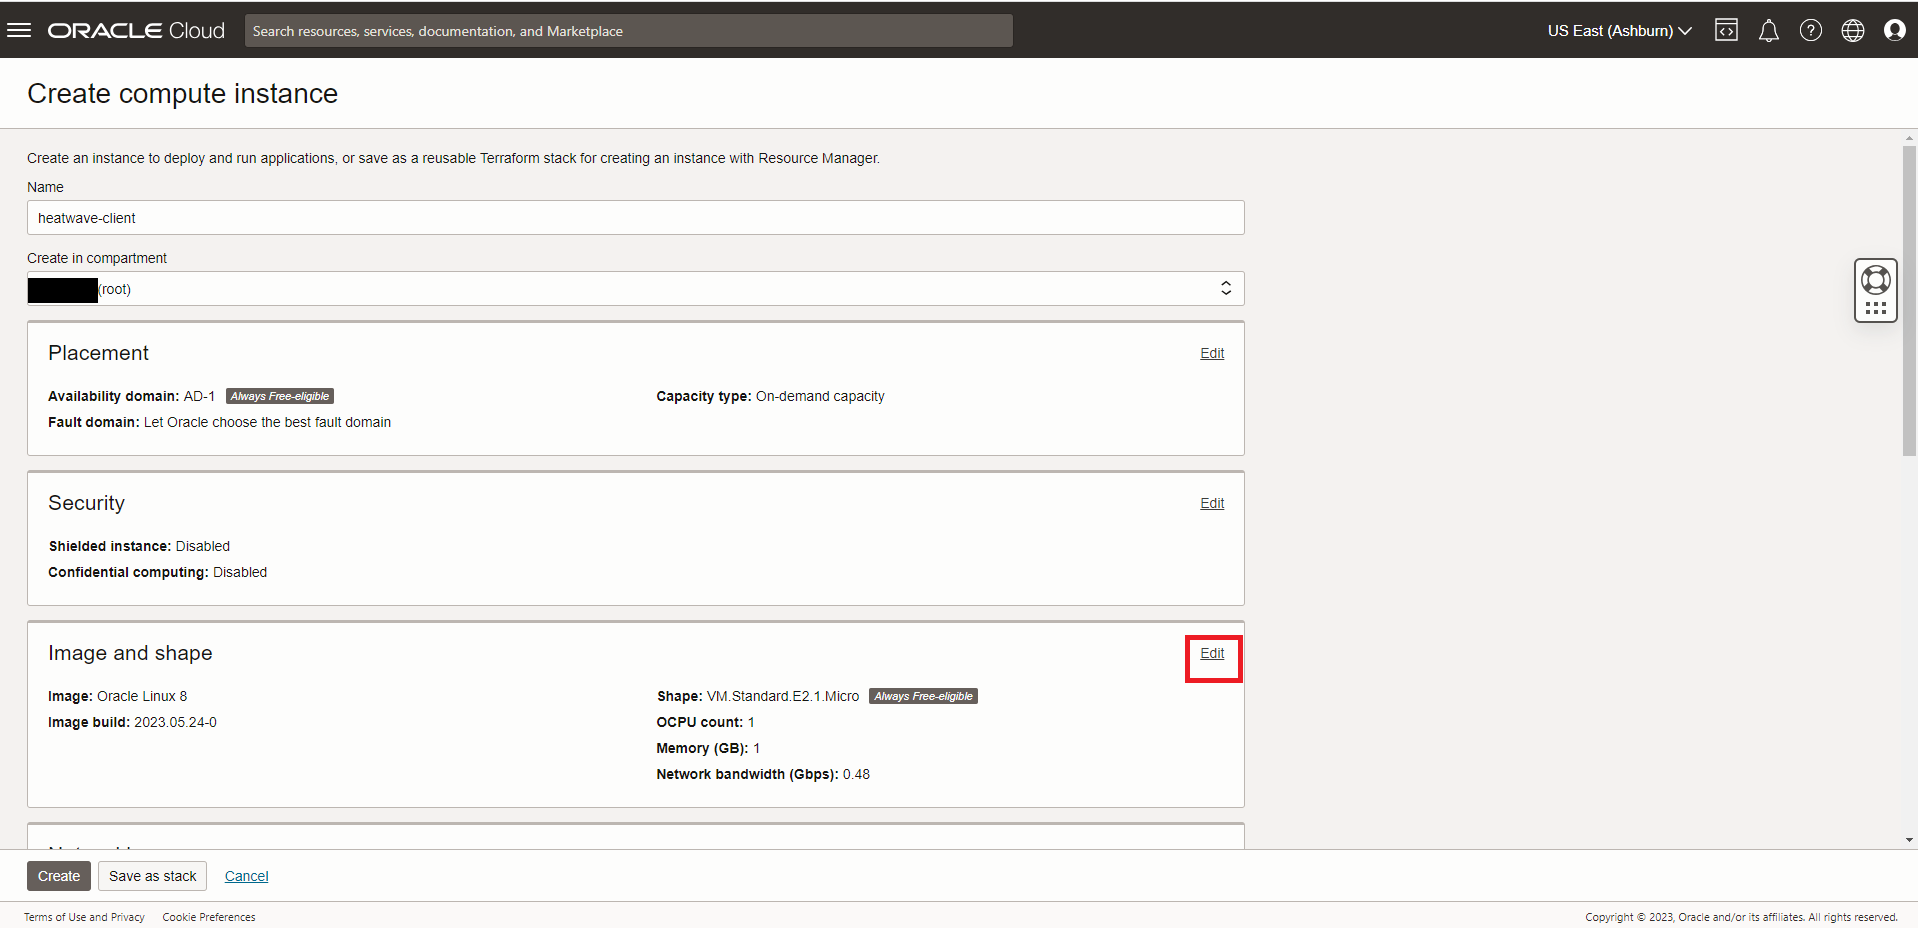 ORACLE Cloud
Search resources, services, documentation, and Marketplace
US East (Ashburn)
Create compute instance
Create an instance to deploy and run applications, or save as a reusable Terraform stack for creating an instance with Resource Manager.
Name
heatwave-client
Create in compartment
(root)
Placement
Edit
Availability domain: AD-1 Always Free-eligible
Capacity type: On-demand capacity
Fault domain: Let Oracle choose the best fault domain
Security
Edit
Shielded instance: Disabled
Confidential computing: Disabled
Image and shape
Edit
Image: Oracle Linux 8
Image build: 2023.05.24-0
Shape: VM.Standard.E2.1.Micro Always Free-eligible
OCPU count: 1
Memory (GB): 1
Network bandwidth (Gbps): 0.48
Create
Save as stack
Cancel
Terms of Use and Privacy
Cookie Preferences
Copyright © 2023, Oracle and/or its affiliates. All rights reserved.